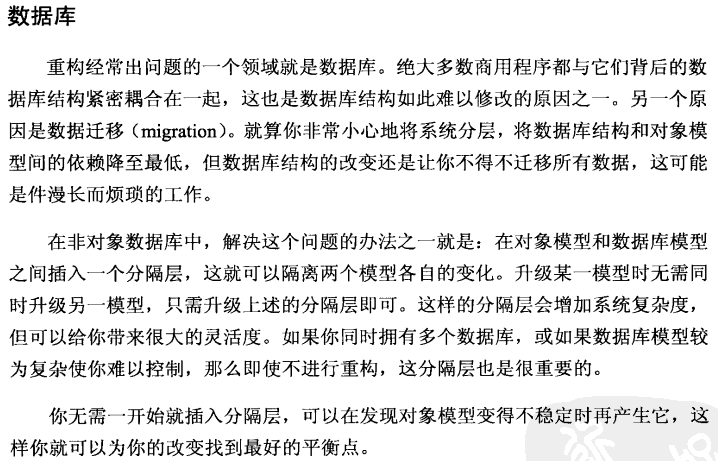 数据库
重构经常出问题的一个领域就是数据库。绝大多数商用程序都与它们背后的数
据库结构紧密耦合在一起，这也是数据库结构如此难以修改的原因之一。另一个原
因是数据迁移（migration）。就算你非常小心地将系统分层，将数据库结构和对象模
型间的依赖降至最低，但数据库结构的改变还是让你不得不迁移所有数据，这可能
是件漫长而烦琐的工作。
在非对象数据库中，解决这个问题的办法之一就是：在对象模型和数据库模型
之间插入一个分隔层，这就可以隔离两个模型各自的变化。升级某一模型时无需同
时升级另一模型，只需升级上述的分隔层即可。这样的分隔层会增加系统复杂度，
但可以给你带来很大的灵活度。如果你同时拥有多个数据库，或如果数据库模型较
为复杂使你难以控制，那么即使不进行重构，这分隔层也是很重要的。
你无需一开始就插入分隔层，可以在发现对象模型变得不稳定时再产生它，这
样你就可以为你的改变找到最好的平衡点。